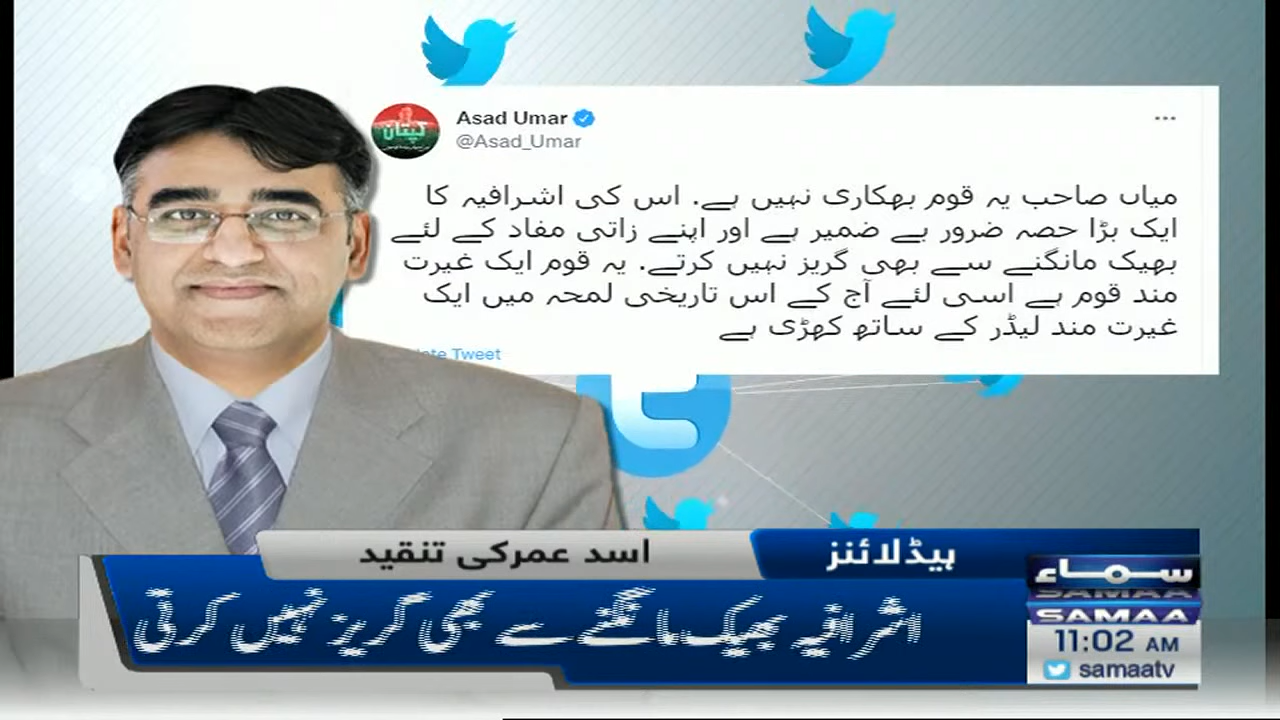 Asad Umar
@Asad_Umar
کپتان
میاں صاحب یہ قوم بھکاری نہیں ہے. اس کی اشرافیہ کا
ایک بڑا حصہ ضرور بے ضمیر ہے اور اپنے زاتی مفاد کے لئے
بھیک مانگنے سے بھی گریز نہیں کرتے. یہ قوم ایک غیرت
مند قوم ہے اسی لئے آج کے اس تاریخی لمحہ میں ایک
غیرت مند لیڈر کے ساتھ کھڑی ہے
Tweet
ہیڈلائنز
اسد عمرکی تنقید
اشرافیہ بھیک مانگنے سے بھی گریز نہیں کرتی
سماء
SAMAA
11:02 AM
samaatv